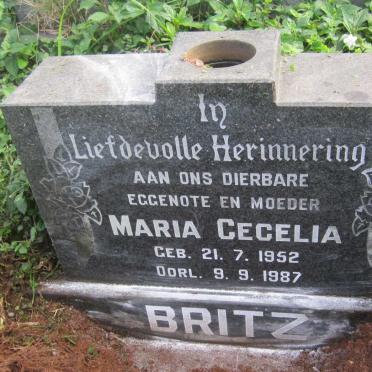 In
Liefdevolle Herinnering
AAN ONS DIERBARE
EGGENOTE EN MOEDER
MARIA CECELIA
GEB. 21. 7. 1952
OORL. 9. 9. 1987
BRITZ